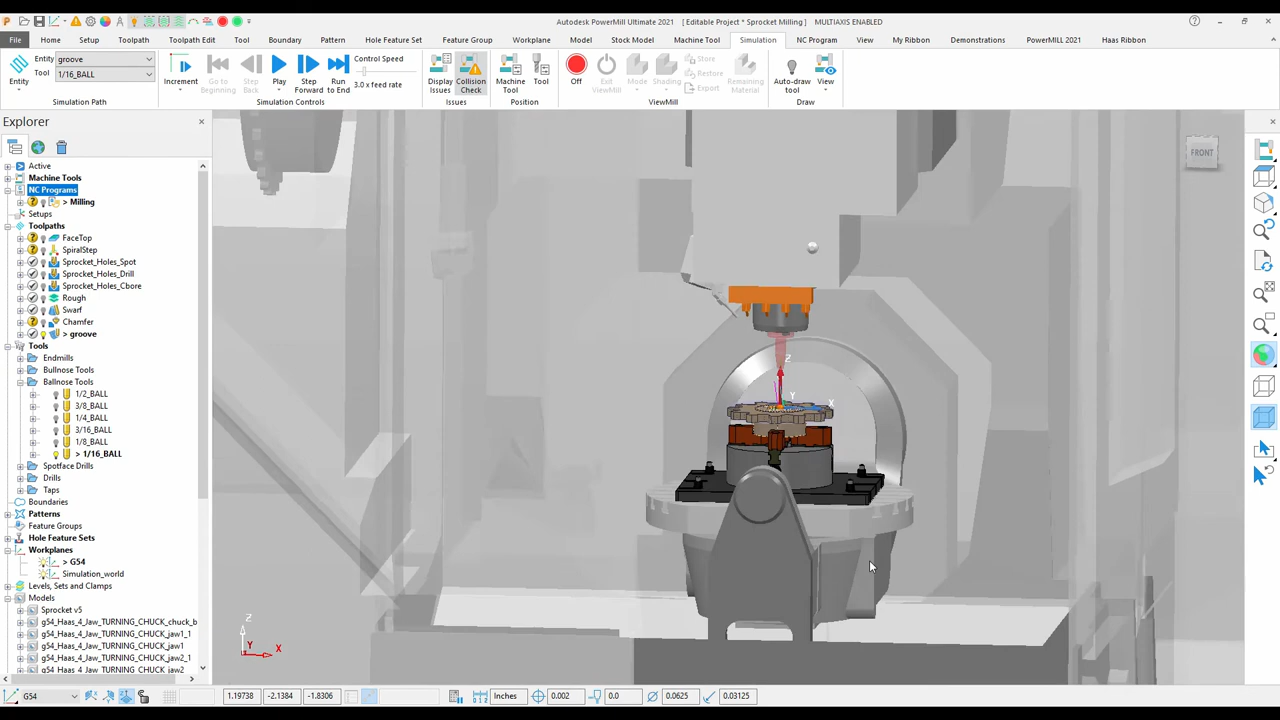 Autodesk PowerMill Ultimate 2021 [ Editable Project * Sprocket Milling ] MULTIAXIS ENABLED
File Home Setup Toolpath Toolpath Edit Tool Boundary Pattern Hole Feature Set Feature Group Workplane Model Stock Model Machine Tool Simulation NC Program View My Ribbon Demonstrations PowerMILL 2021 Haas Ribbon
Entity
Entity groove
Tool 1/16_BALL
Simulation Path
Increment
Go to Beginning
Step Back
Play
Step Forward
Run to End
Control Speed
3.0 x feed rate
Simulation Controls
Display Issues
Collision Check
Issues
Machine Tool
Tool
Position
Off
Exit ViewMill
Mode
Shading
Store
Restore
Export
Remaining Material
ViewMill
Auto-draw tool
View
Draw
Explorer
Active
Machine Tools
NC Programs
> Milling
Setups
Toolpaths
FaceTop
SpiralStep
Sprocket_Holes_Spot
Sprocket_Holes_Drill
Sprocket_Holes_Cbore
Rough
Swarf
Chamfer
> groove
Tools
Endmills
Bullnose Tools
Ballnose Tools
1/2_BALL
3/8_BALL
1/4_BALL
3/16_BALL
1/8_BALL
> 1/16_BALL
Spotface Drills
Drills
Taps
Boundaries
Patterns
Feature Groups
Hole Feature Sets
Workplanes
> G54
Simulation_world
Levels, Sets and Clamps
Models
Sprocket v5
g54_Haas_4_Jaw_TURNING_CHUCK_chuck_b
g54_Haas_4_Jaw_TURNING_CHUCK_jaw1_1
g54_Haas_4_Jaw_TURNING_CHUCK_jaw1
g54_Haas_4_Jaw_TURNING_CHUCK_jaw2_1
g54_Haas_4_Jaw_TURNING_CHUCK_jaw2
FRONT
Z
Y
X
Z
Y
X
G54
1.19738 -2.1384 -1.8306
Inches
0.002
0.0
0.0625
0.03125